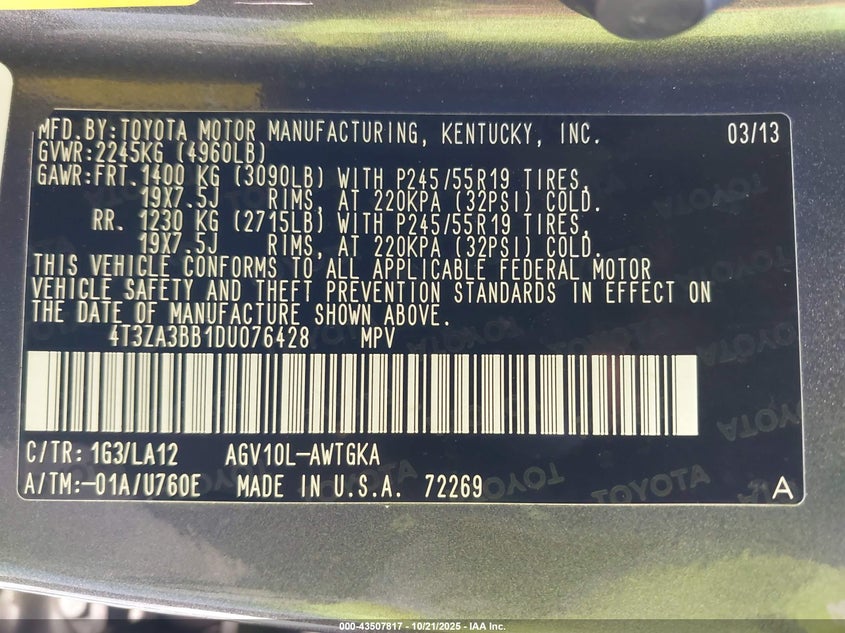 MFD.BY:TOYOTA MOTOR MANUFACTURING, KENTUCKY, INC. 03/13
GVWR:2245KG (4960LB)
GAWR:FRT.1400 KG (3090LB) WITH P245/55R19 TIRES,
19X7.5J RIMS, AT 220KPA (32PSI) COLD.
RR. 1230 KG (2715LB) WITH P245/55R19 TIRES,
19X7.5J RIMS, AT 220KPA (32PSI) COLD.
THIS VEHICLE CONFORMS TO ALL APPLICABLE FEDERAL MOTOR
VEHICLE SAFETY AND THEFT PREVENTION STANDARDS IN EFFECT ON
THE DATE OF MANUFACTURE SHOWN ABOVE.
4T3ZA3BB1DU076428 MPV
C/TR: 1G3/LA12 AGV10L-AWTGKA
A/TM:-01A/U760E MADE IN U.S.A. 72269 A
TOYOTA
TOYOTA
TOYOTA
TOYOTA
000-43507817 - 10/21/2025 - IAA Inc.